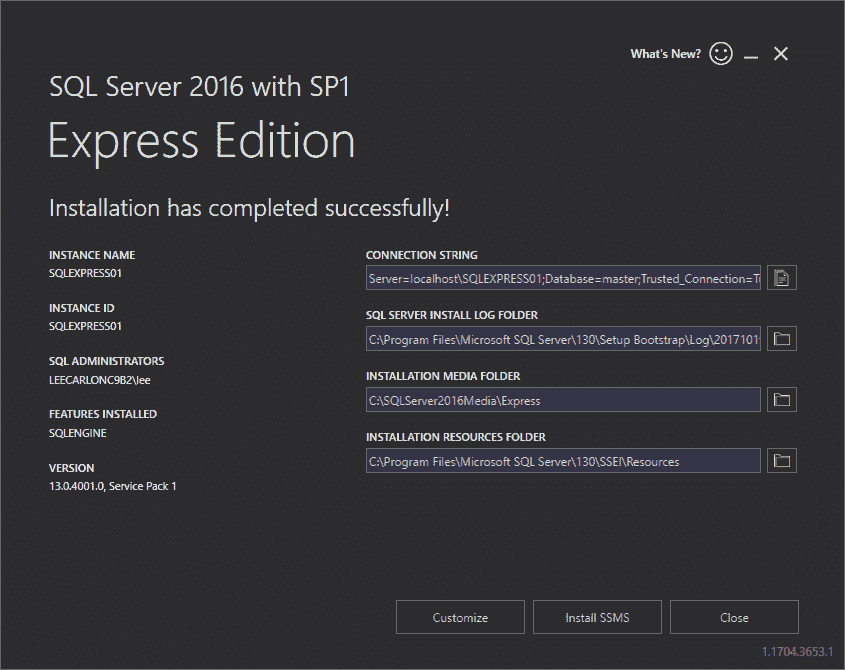 What's New?
SQL Server 2016 with SP1
Express Edition
Installation has completed successfully!
INSTANCE NAME
SQLEXPRESS01
INSTANCE ID
SQLEXPRESS01
SQL ADMINISTRATORS
LEECARLONC9B2\lee
FEATURES INSTALLED
SQLENGINE
VERSION
13.0.4001.0, Service Pack 1
CONNECTION STRING
Server=localhost\SQLEXPRESS01;Database=master;Trusted_Connection=T
SQL SERVER INSTALL LOG FOLDER
C:\Program Files\Microsoft SQL Server\130\Setup Bootstrap\Log\201710
INSTALLATION MEDIA FOLDER
C:\SQLServer2016Media\Express
INSTALLATION RESOURCES FOLDER
C:\Program Files\Microsoft SQL Server\130\SSEI\Resources
Customize
Install SSMS
Close
1.1704.3653.1